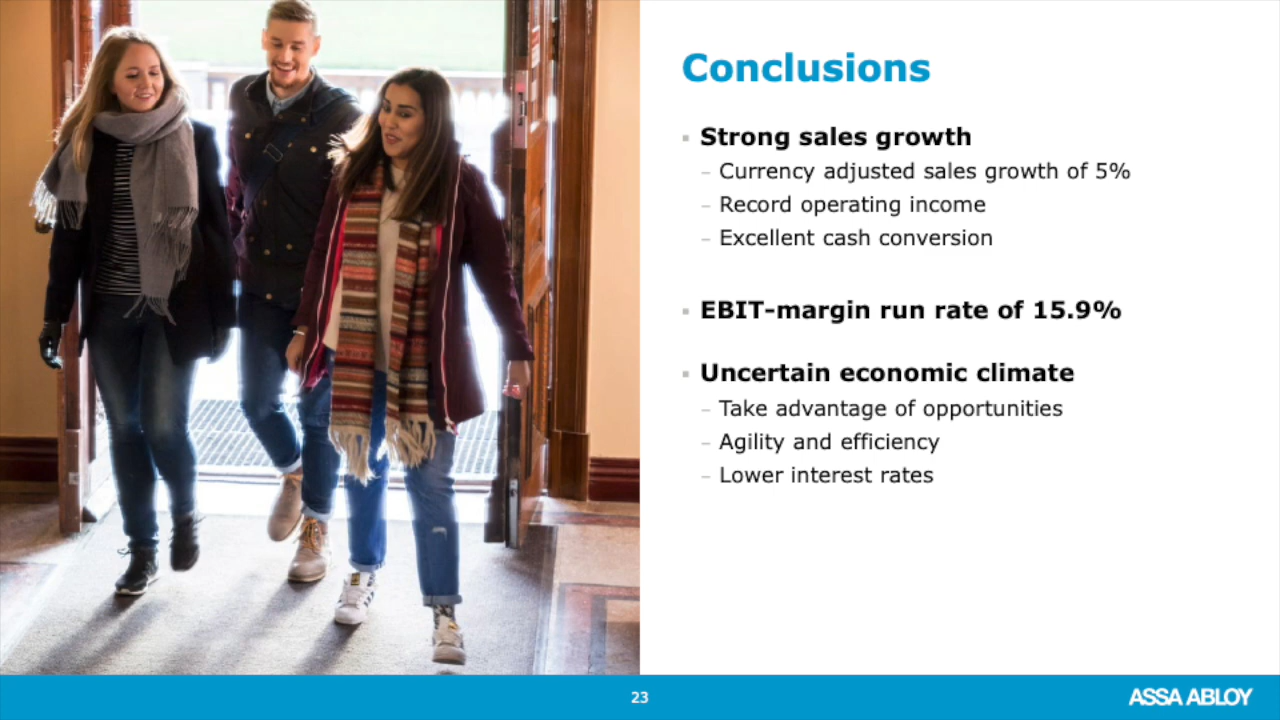 Conclusions
▪ Strong sales growth
– Currency adjusted sales growth of 5%
– Record operating income
– Excellent cash conversion
▪ EBIT-margin run rate of 15.9%
▪ Uncertain economic climate
– Take advantage of opportunities
– Agility and efficiency
– Lower interest rates
23
ASSA ABLOY